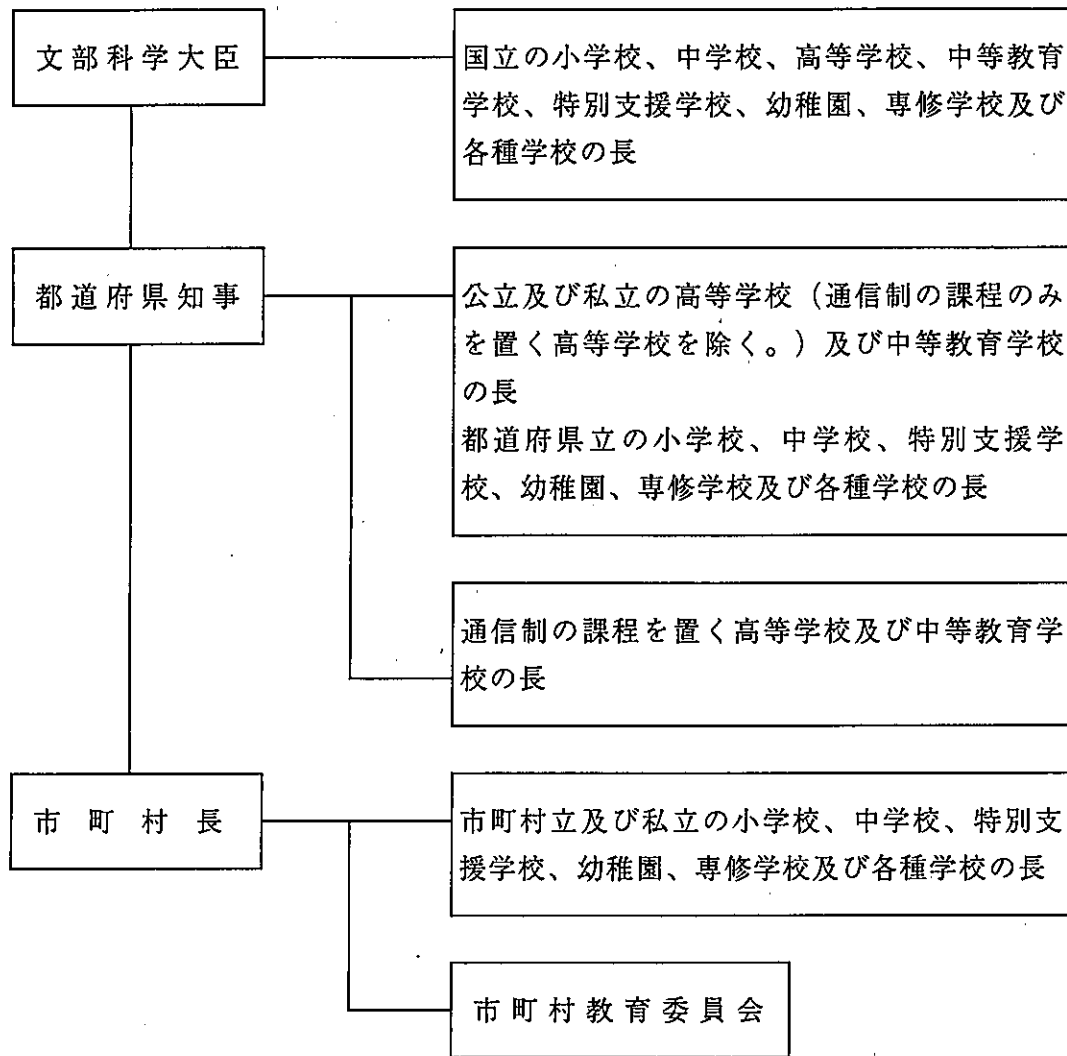 文部科学大臣
国立の小学校、中学校、高等学校、中等教育
学校、特別支援学校、幼稚園、専修学校及び
各種学校の長
都道府県知事
公立及び私立の高等学校（通信制の課程のみ
を置く高等学校を除く。）及び中等教育学校
の長
都道府県立の小学校、中学校、特別支援学
校、幼稚園、専修学校及び各種学校の長
通信制の課程を置く高等学校及び中等教育学
校の長
市町村長
市町村立及び私立の小学校、中学校、特別支
援学校、幼稚園、専修学校及び各種学校の長
市町村教育委員会